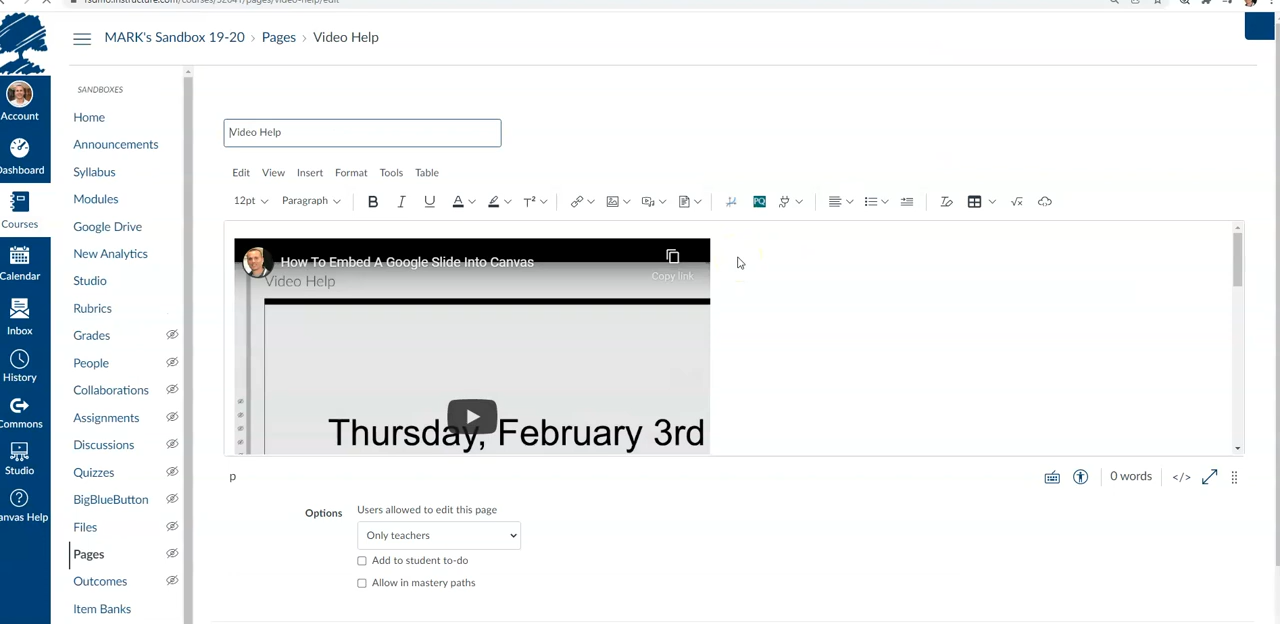 MARK's Sandbox 19-20 › Pages › Video Help
Account
Dashboard
Courses
Calendar
Inbox
History
Commons
Studio
Canvas Help
SANDBOXES
Home
Announcements
Syllabus
Modules
Google Drive
New Analytics
Studio
Rubrics
Grades
People
Collaborations
Assignments
Discussions
Quizzes
BigBlueButton
Files
Pages
Outcomes
Item Banks
Video Help
Edit View Insert Format Tools Table
12pt Paragraph B I U A T² PQ √x
How To Embed A Google Slide Into Canvas
Copy link
Video Help
Thursday, February 3rd
p
0 words </>
Options
Users allowed to edit this page
Only teachers
Add to student to-do
Allow in mastery paths